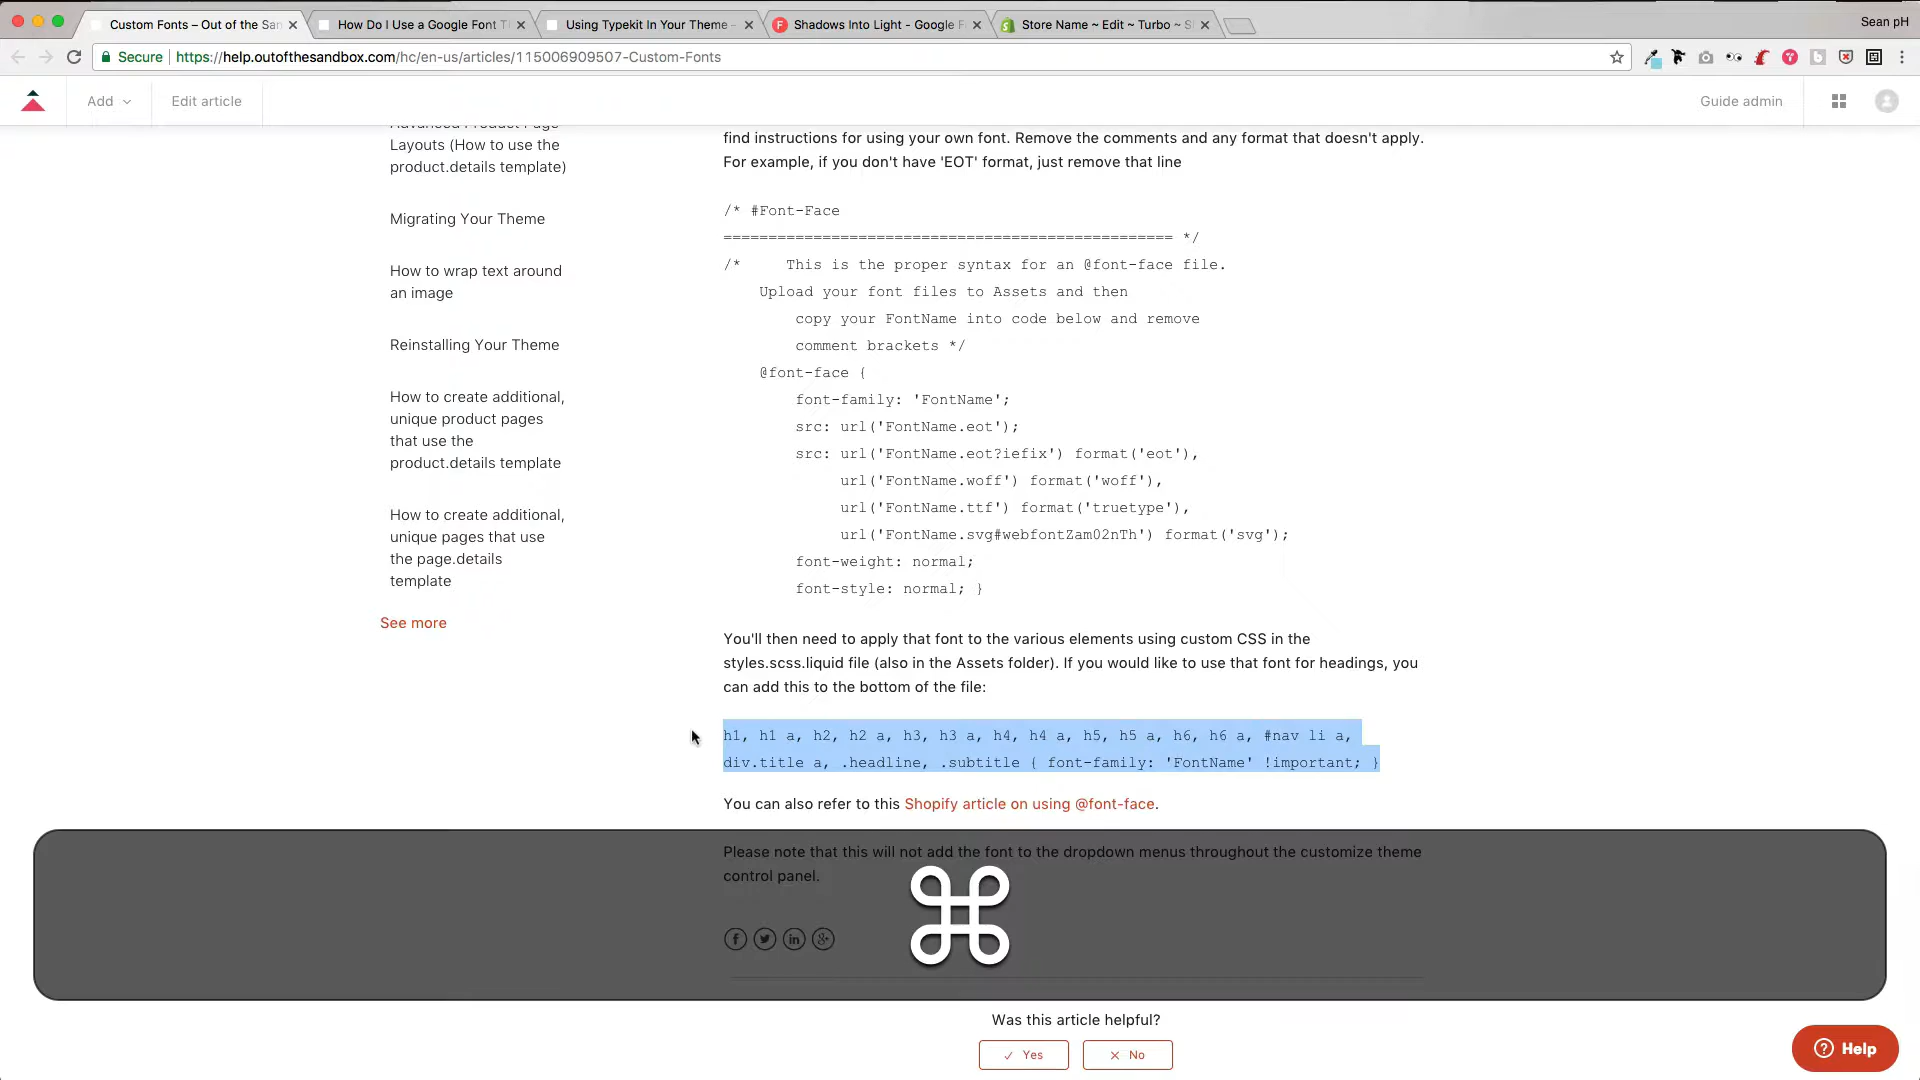 Custom Fonts – Out of the San
How Do I Use a Google Font T
Using Typekit In Your Theme –
Shadows Into Light - Google F
Store Name ~ Edit ~ Turbo ~ S
Sean pH
Secure
https://help.outofthesandbox.com/hc/en-us/articles/115006909507-Custom-Fonts
Add
Edit article
Guide admin
Advanced Product Page
Layouts (How to use the
product.details template)
Migrating Your Theme
How to wrap text around
an image
Reinstalling Your Theme
How to create additional,
unique product pages
that use the
product.details template
How to create additional,
unique pages that use
the page.details
template
See more
find instructions for using your own font. Remove the comments and any format that doesn't apply.
For example, if you don't have 'EOT' format, just remove that line
/* #Font-Face
================================================== */
/* This is the proper syntax for an @font-face file.
Upload your font files to Assets and then
copy your FontName into code below and remove
comment brackets */
@font-face {
font-family: 'FontName';
src: url('FontName.eot');
src: url('FontName.eot?iefix') format('eot'),
url('FontName.woff') format('woff'),
url('FontName.ttf') format('truetype'),
url('FontName.svg#webfontZam02nTh') format('svg');
font-weight: normal;
font-style: normal; }
You'll then need to apply that font to the various elements using custom CSS in the
styles.scss.liquid file (also in the Assets folder). If you would like to use that font for headings, you
can add this to the bottom of the file:
h1, h1 a, h2, h2 a, h3, h3 a, h4, h4 a, h5, h5 a, h6, h6 a, #nav li a,
div.title a, .headline, .subtitle { font-family: 'FontName' !important; }
You can also refer to this Shopify article on using @font-face.
Please note that this will not add the font to the dropdown menus throughout the customize theme
control panel.
⌘
Was this article helpful?
✓ Yes
✕ No
Help